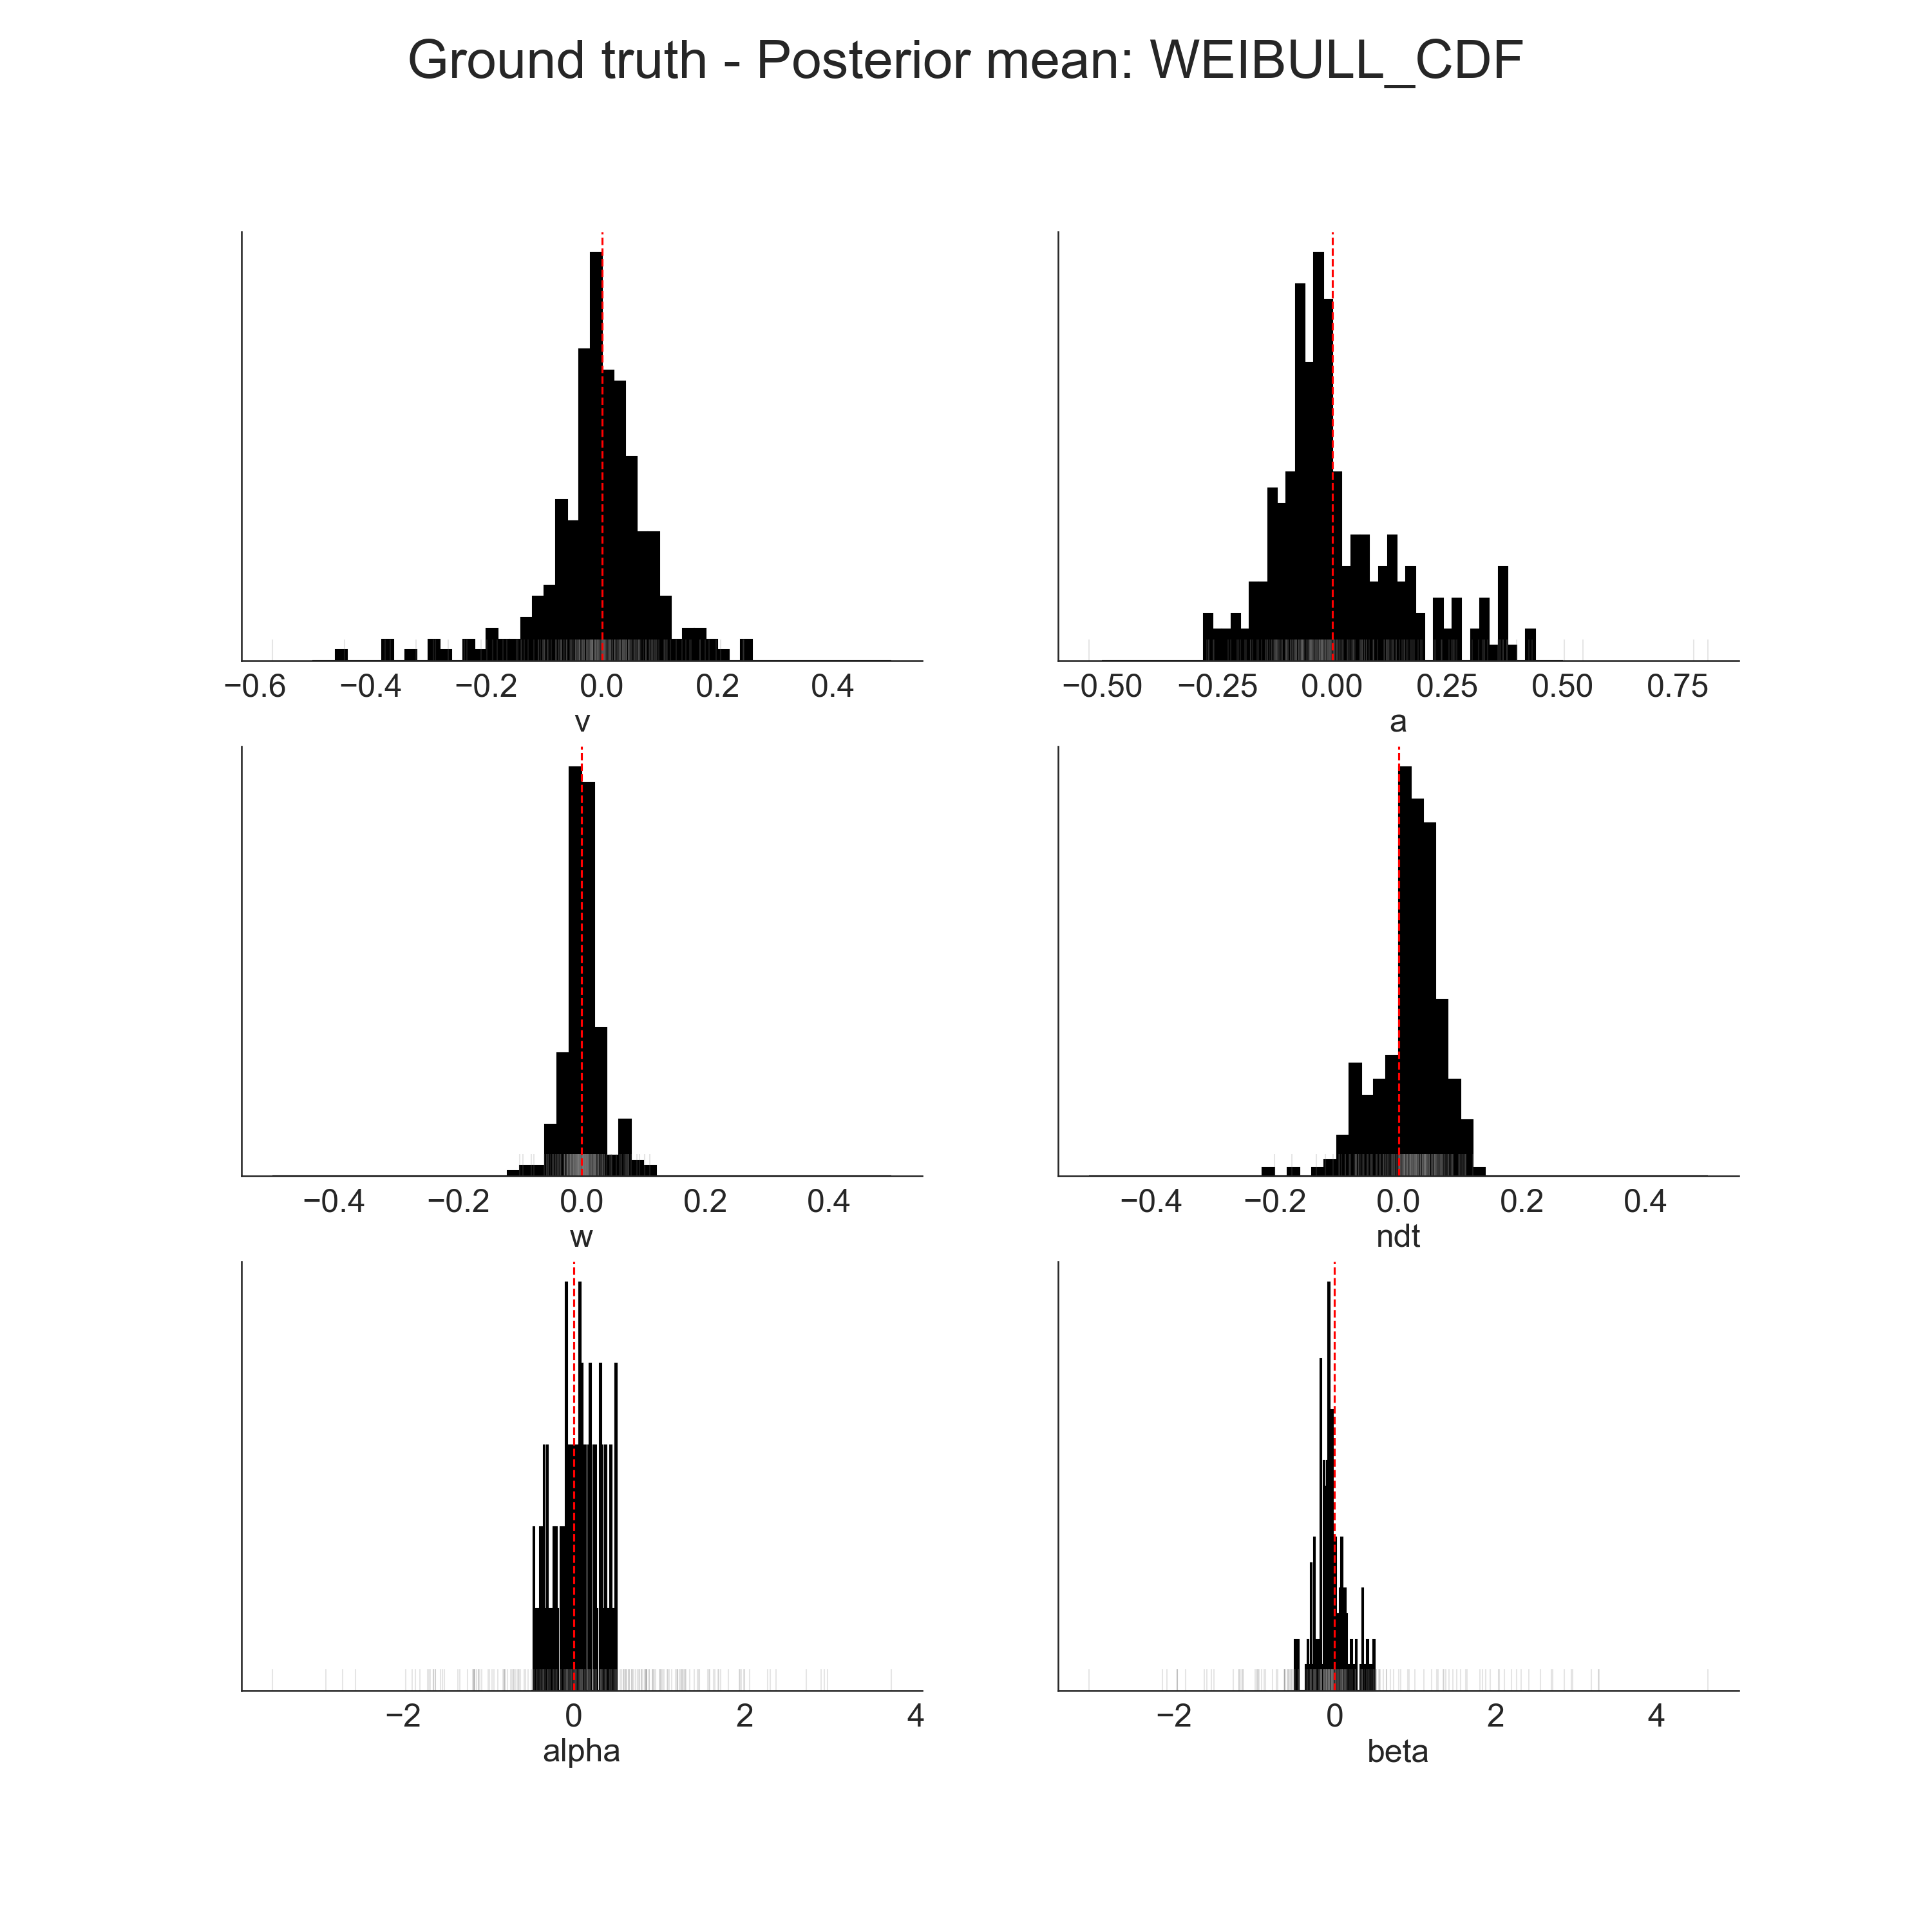 Ground truth - Posterior mean: WEIBULL_CDF
−0.6 −0.4 −0.2 0.0 0.2 0.4
v
−0.50 −0.25 0.00 0.25 0.50 0.75
a
−0.4 −0.2 0.0 0.2 0.4
w
−0.4 −0.2 0.0 0.2 0.4
ndt
−2 0 2 4
alpha
−2 0 2 4
beta